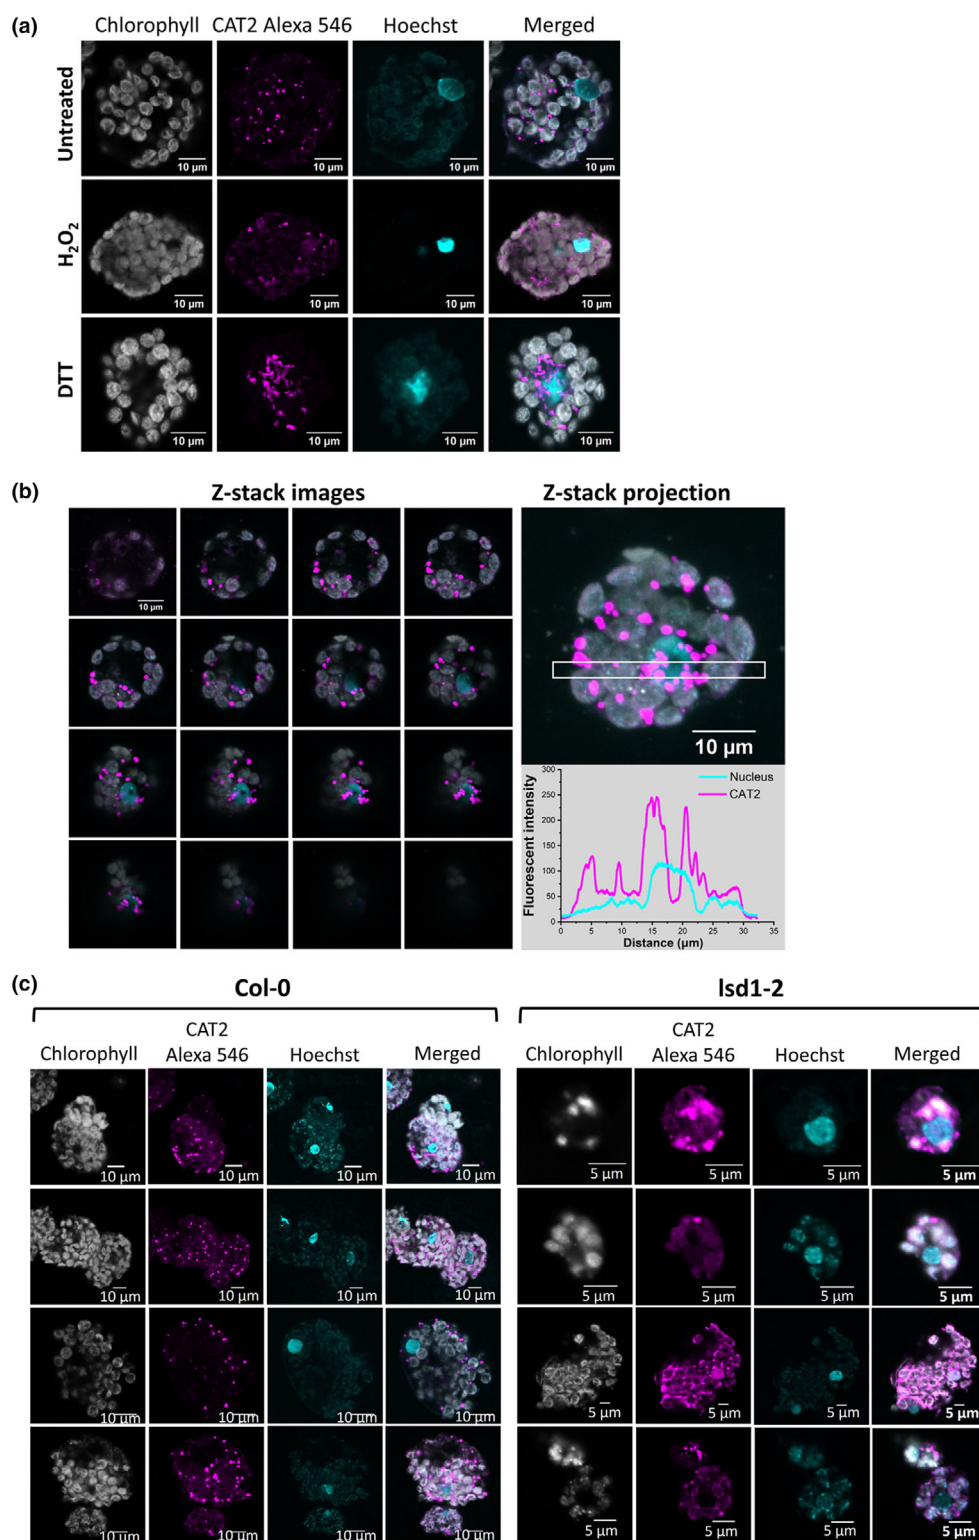 (a)
Chlorophyll CAT2 Alexa 546 Hoechst Merged
Untreated
10 µm 10 µm 10 µm 10 µm
H₂O₂
10 µm 10 µm 10 µm 10 µm
DTT
10 µm 10 µm 10 µm 10 µm
(b)
Z-stack images Z-stack projection
10 µm
10 µm
Fluorescent intensity
300
250
200
150
100
50
0
Nucleus
CAT2
0 5 10 15 20 25 30 35
Distance (µm)
(c)
Col-0 lsd1-2
CAT2 CAT2
Chlorophyll Alexa 546 Hoechst Merged Chlorophyll Alexa 546 Hoechst Merged
10 µm 10 µm 10 µm 10 µm 5 µm 5 µm 5 µm 5 µm
10 µm 10 µm 10 µm 10 µm 5 µm 5 µm 5 µm 5 µm
10 µm 10 µm 10 µm 10 µm 5 µm 5 µm 5 µm 5 µm
10 µm 10 µm 10 µm 10 µm 5 µm 5 µm 5 µm 5 µm